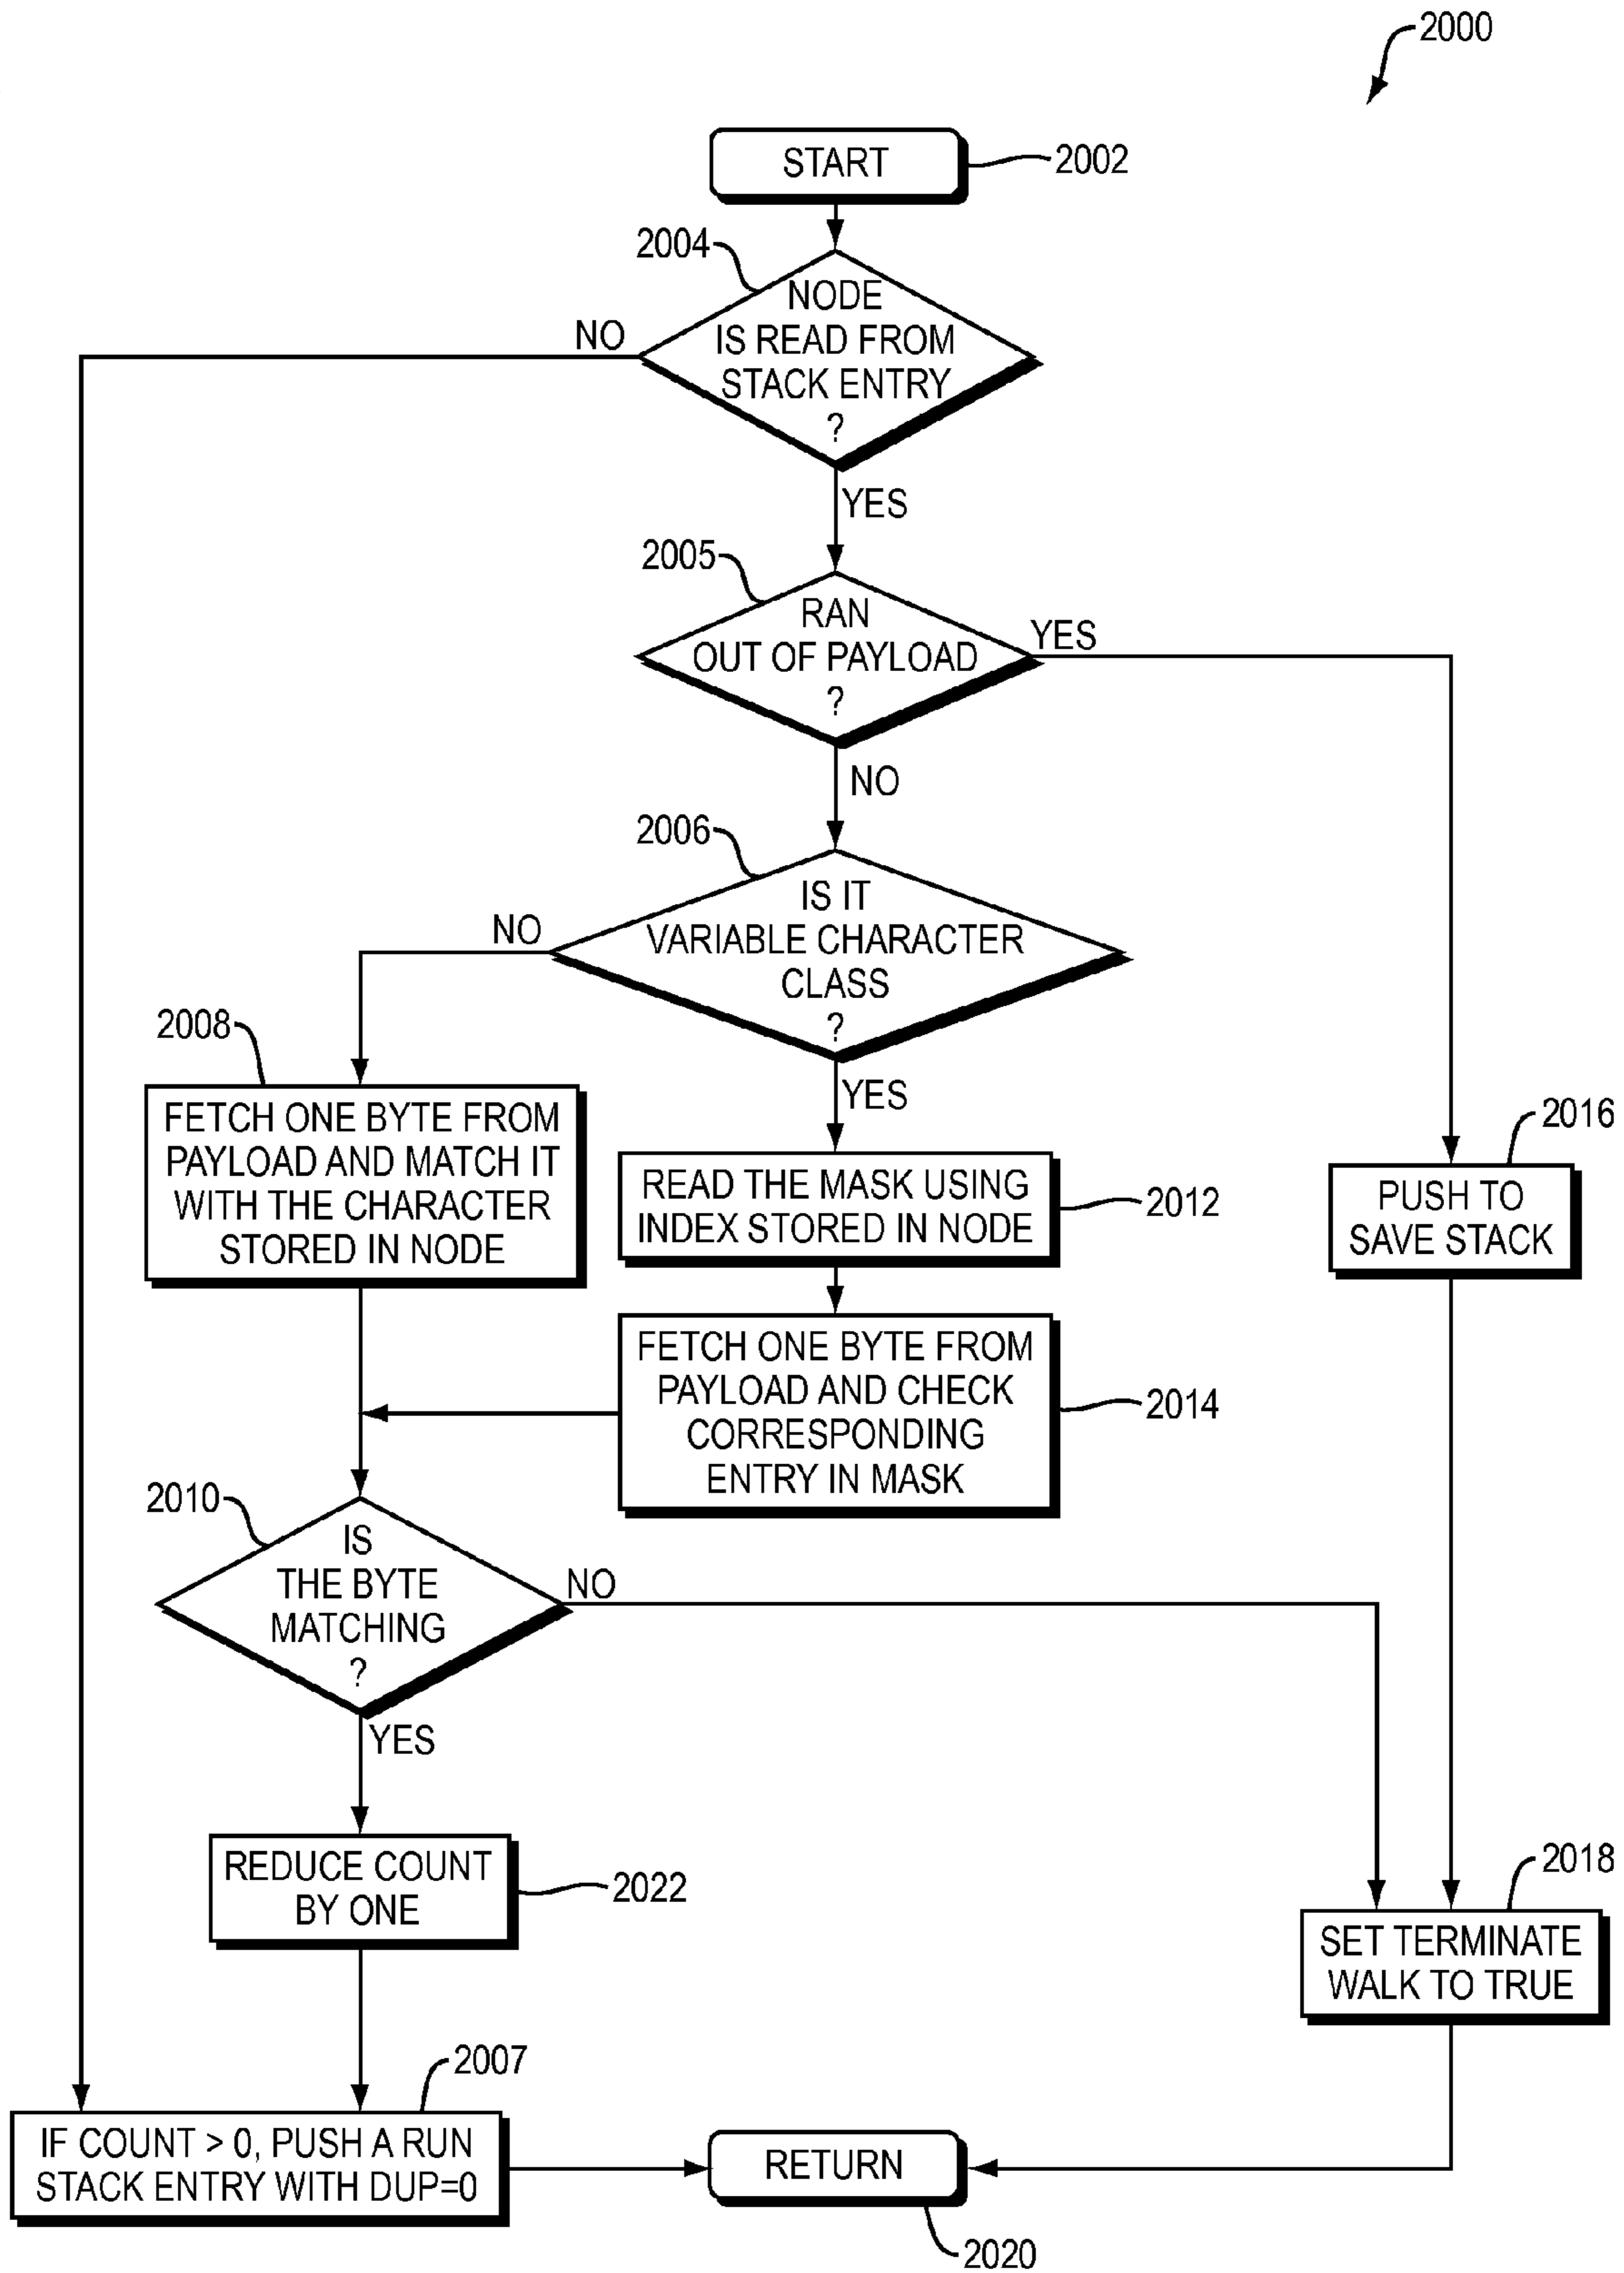 2000
START
2002
2004
NODE
IS READ FROM
STACK ENTRY
?
NO
YES
2005
RAN
OUT OF PAYLOAD
?
YES
NO
2006
IS IT
VARIABLE CHARACTER
CLASS
?
NO
YES
2008
FETCH ONE BYTE FROM
PAYLOAD AND MATCH IT
WITH THE CHARACTER
STORED IN NODE
READ THE MASK USING
INDEX STORED IN NODE
2012
2016
PUSH TO
SAVE STACK
FETCH ONE BYTE FROM
PAYLOAD AND CHECK
CORRESPONDING
ENTRY IN MASK
2014
2010
IS
THE BYTE
MATCHING
?
NO
YES
REDUCE COUNT
BY ONE
2022
2018
SET TERMINATE
WALK TO TRUE
2007
IF COUNT > 0, PUSH A RUN
STACK ENTRY WITH DUP=0
RETURN
2020